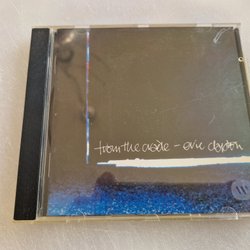 from the cradle - eric clapton